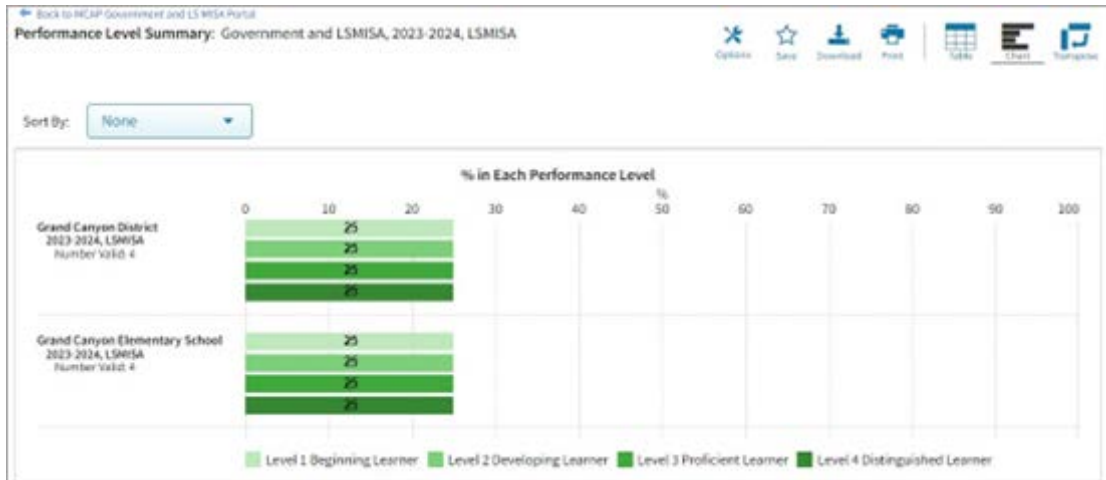 Back to MCAP Government and LS MISA Portal
Performance Level Summary: Government and LSMISA, 2023-2024, LSMISA
Options Save Download Print Table Chart Transpose
Sort By: None
% in Each Performance Level
%
0 10 20 30 40 50 60 70 80 90 100
Grand Canyon District
2023-2024, LSMISA
Number Valid: 4
25
25
25
25
Grand Canyon Elementary School
2023-2024, LSMISA
Number Valid: 4
25
25
25
25
Level 1 Beginning Learner Level 2 Developing Learner Level 3 Proficient Learner Level 4 Distinguished Learner